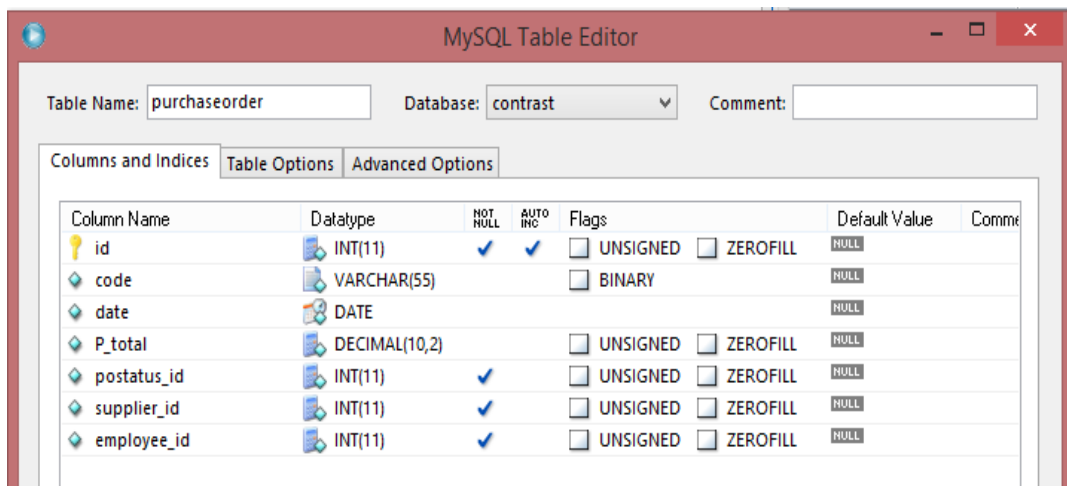 MySQL Table Editor
Table Name: purchaseorder Database: contrast Comment:
Columns and Indices Table Options Advanced Options
Column Name Datatype NOT NULL AUTO INC Flags Default Value Comme
id INT(11) UNSIGNED ZEROFILL NULL
code VARCHAR(55) BINARY NULL
date DATE NULL
P_total DECIMAL(10,2) UNSIGNED ZEROFILL NULL
postatus_id INT(11) UNSIGNED ZEROFILL NULL
supplier_id INT(11) UNSIGNED ZEROFILL NULL
employee_id INT(11) UNSIGNED ZEROFILL NULL